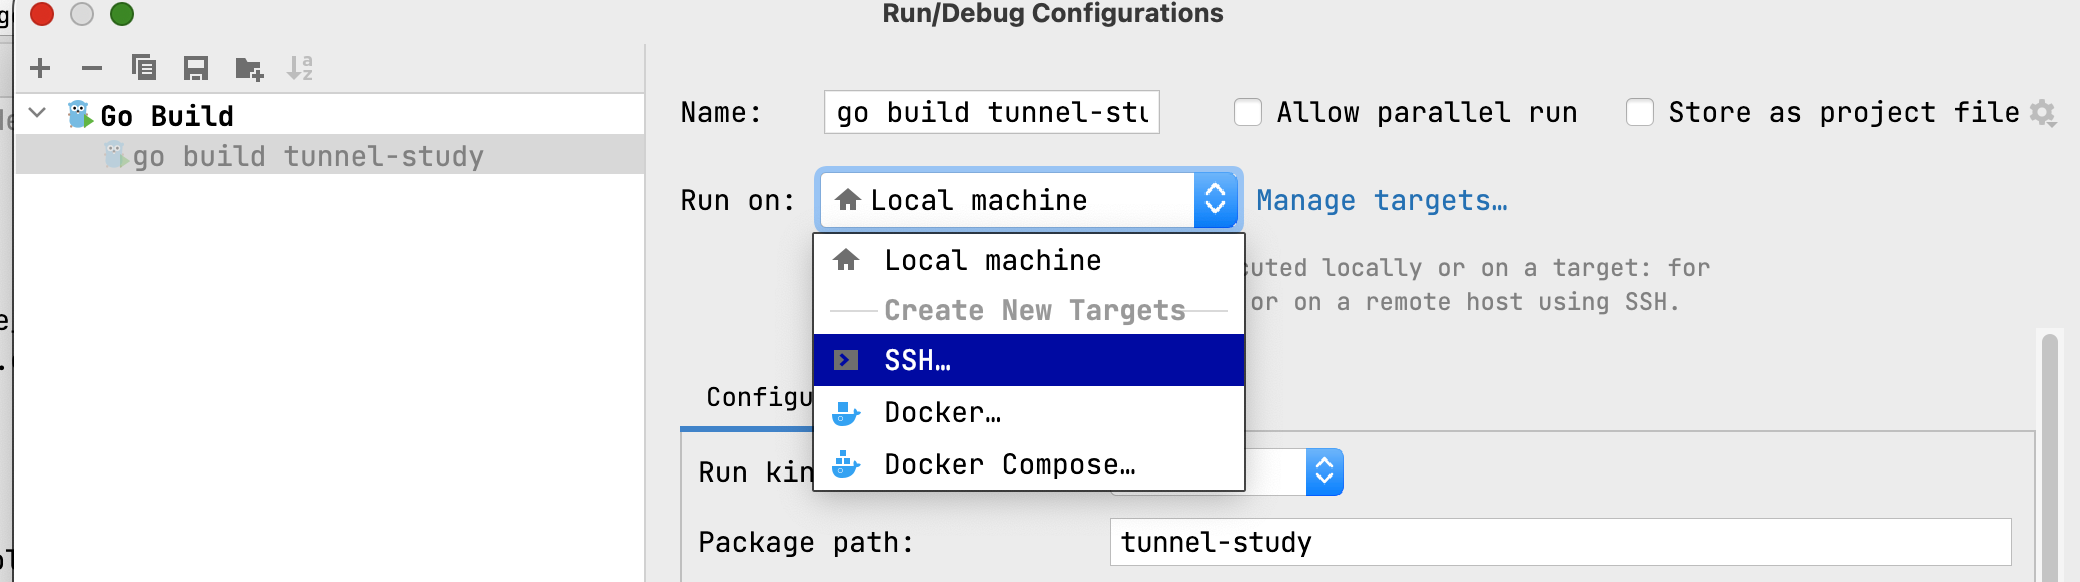 Run/Debug Configurations
Go Build
go build tunnel-study
Name: go build tunnel-stu Allow parallel run Store as project file
Run on: Local machine Manage targets…
Local machine
Create New Targets
SSH…
Docker…
Docker Compose…
cuted locally or on a target: for
or on a remote host using SSH.
Configu
Run kin
Package path: tunnel-study